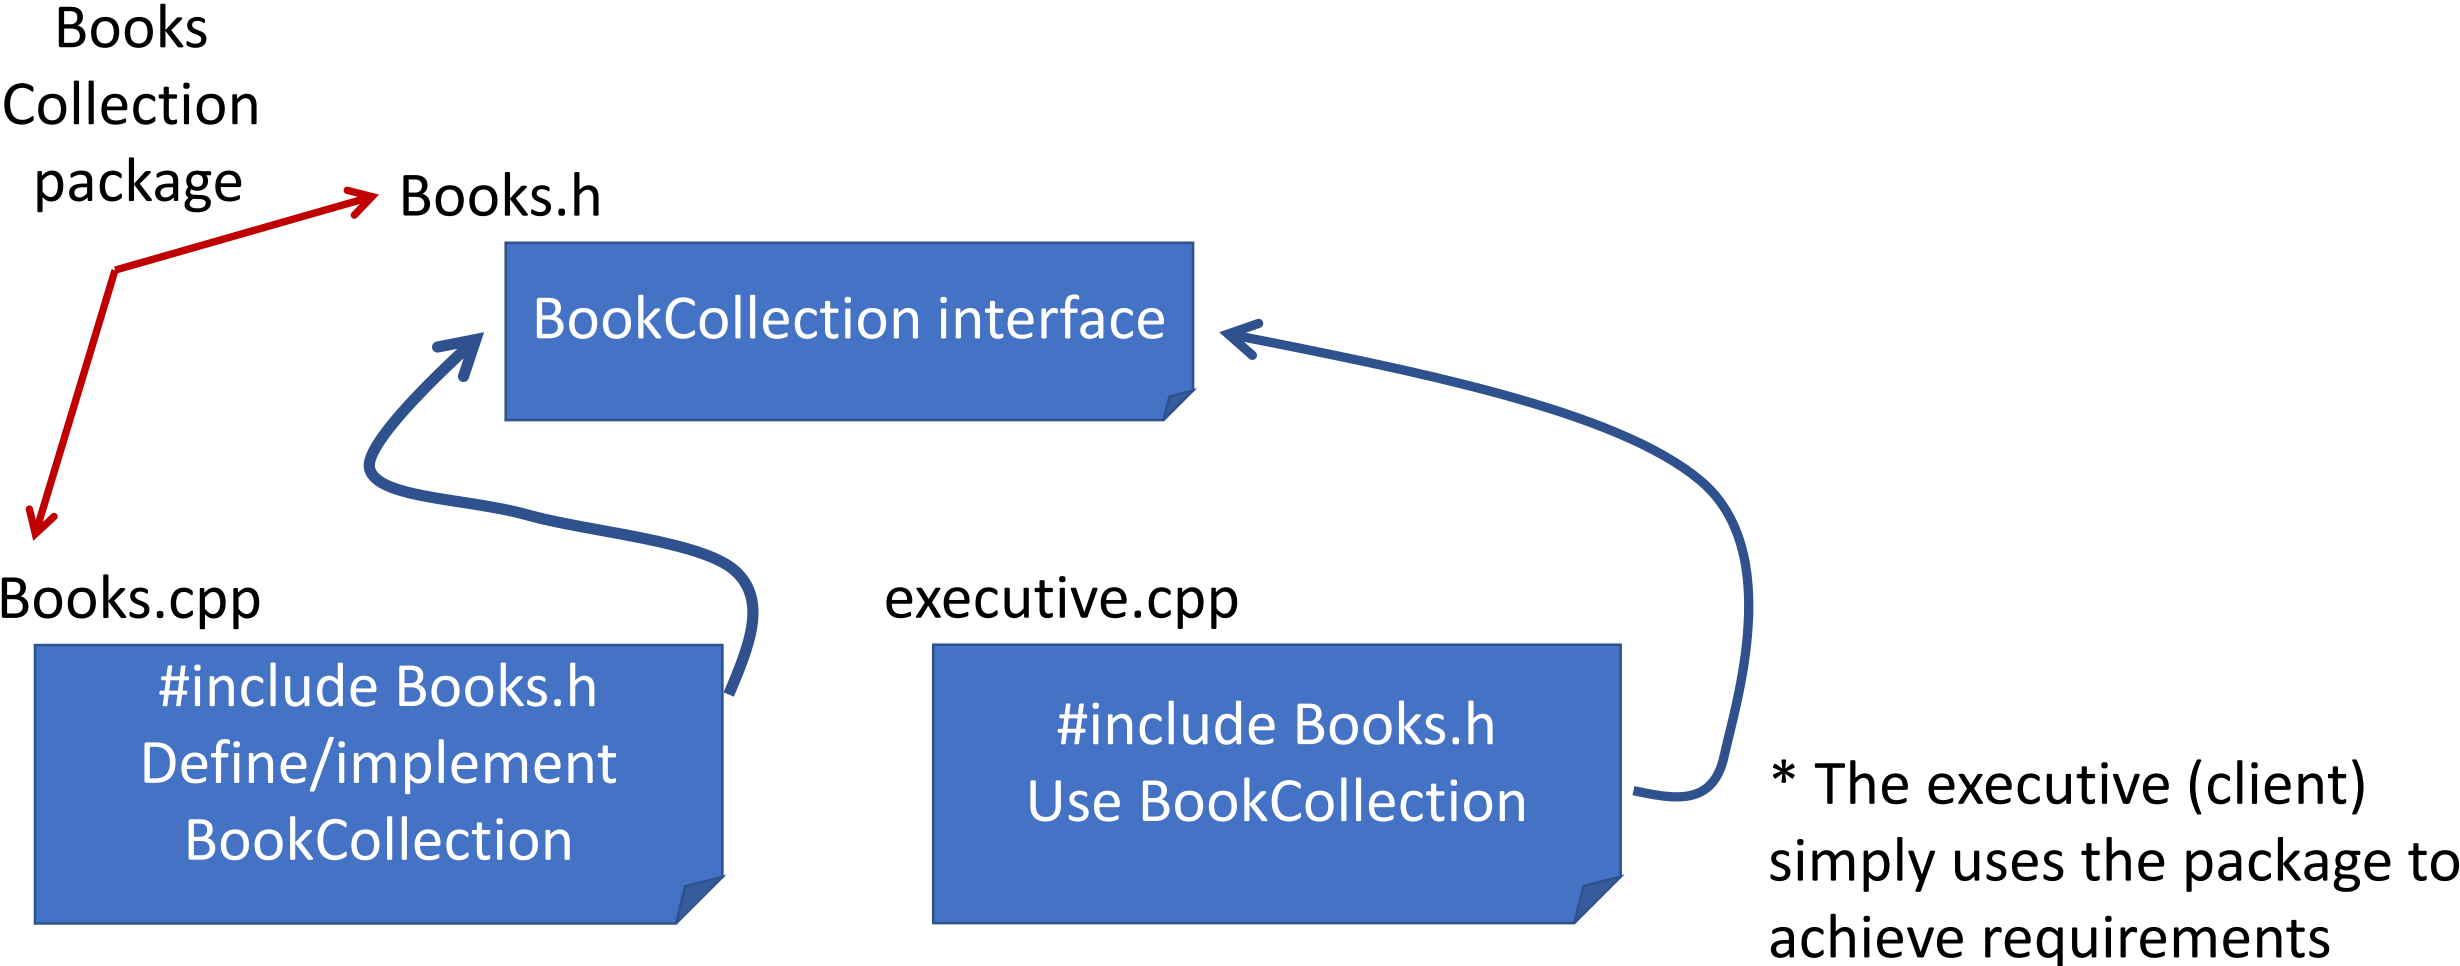 Books
Collection
package
Books.h
BookCollection interface
Books.cpp
#include Books.h
Define/implement
BookCollection
executive.cpp
#include Books.h
Use BookCollection
* The executive (client)
simply uses the package to
achieve requirements